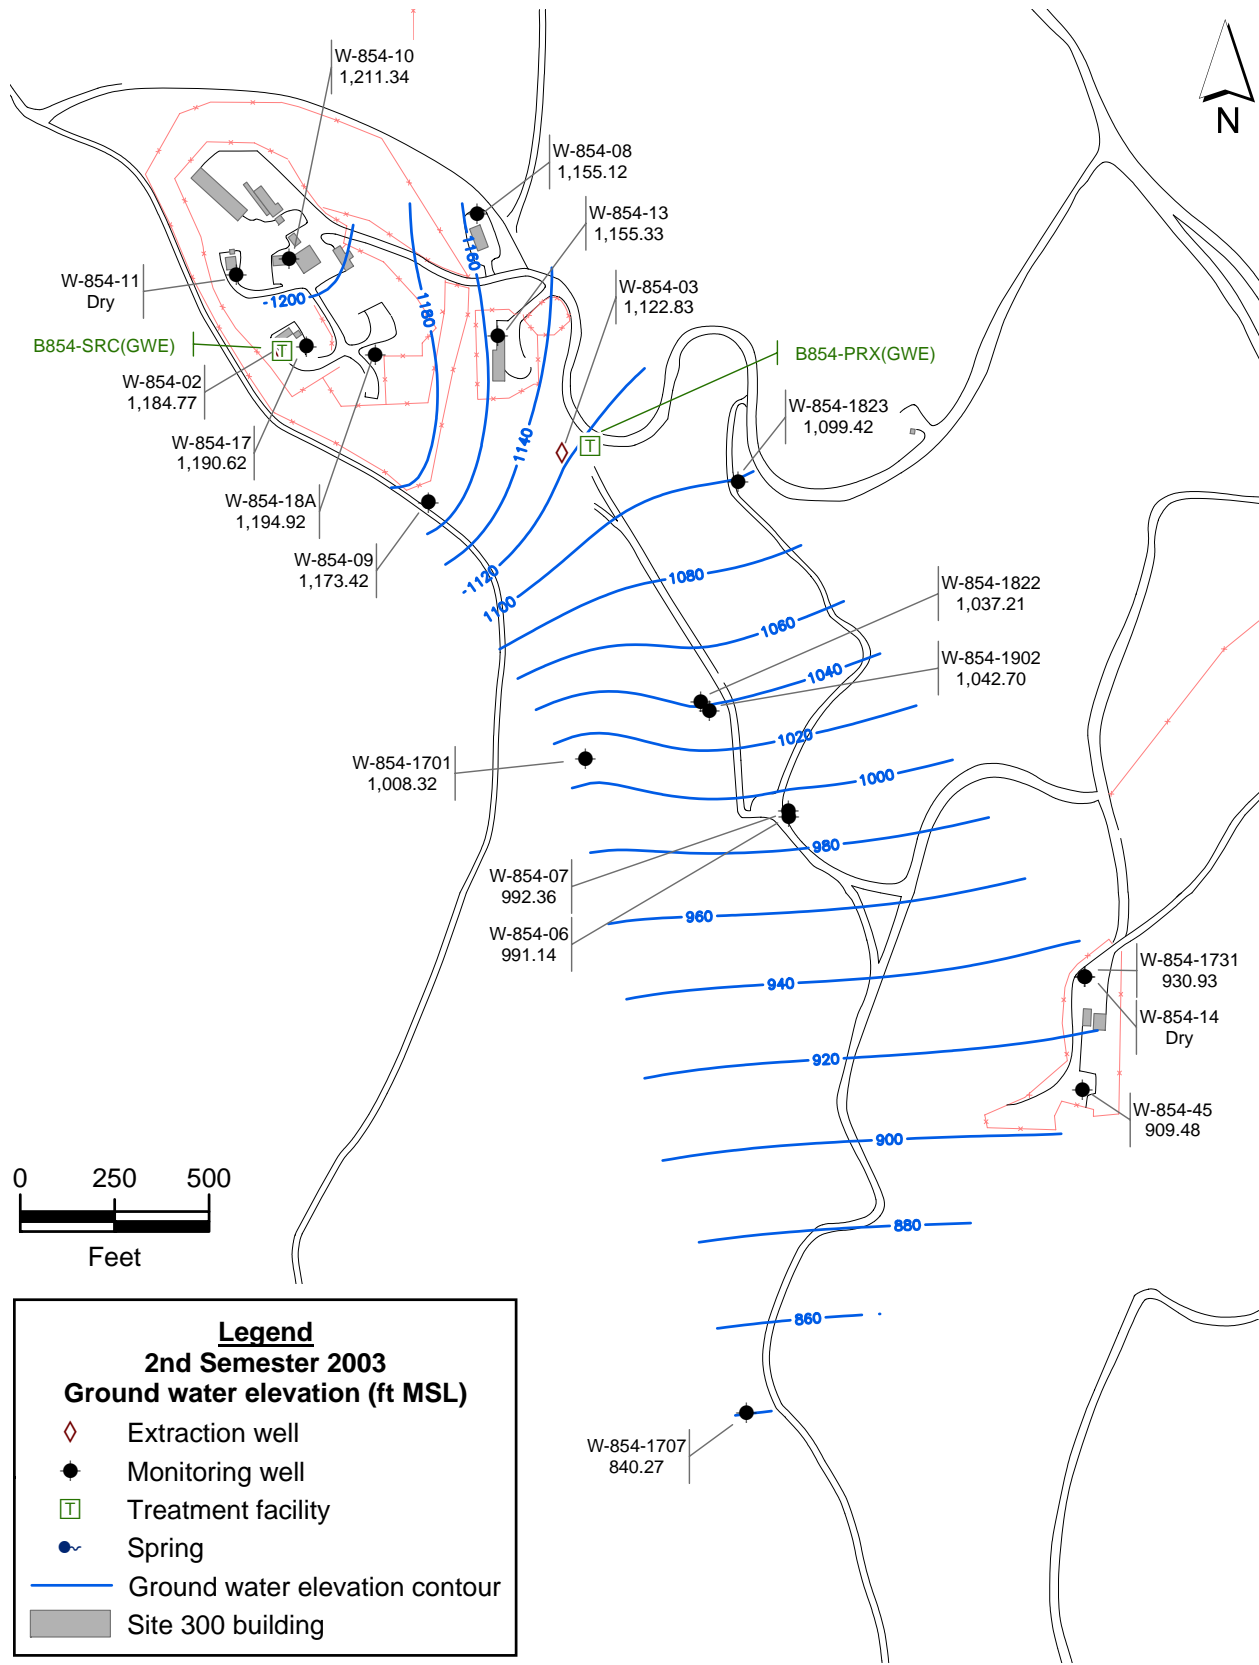 W-854-10
1,211.34
N
W-854-08
1,155.12
W-854-13
1,155.33
W-854-11
Dry
W-854-03
1,122.83
1160
1200
1180
B854-SRC(GWE)
T
B854-PRX(GWE)
W-854-02
1,184.77
W-854-1823
1,099.42
1140
T
W-854-17
1,190.62
W-854-18A
1,194.92
W-854-09
1,173.42
1120
1100
1080
W-854-1822
1,037.21
1060
W-854-1902
1,042.70
1040
1020
W-854-1701
1,008.32
1000
980
W-854-07
992.36
960
W-854-06
991.14
W-854-1731
930.93
940
W-854-14
Dry
920
W-854-45
909.48
900
0 250 500
Feet
880
860
W-854-1707
840.27
Legend
2nd Semester 2003
Ground water elevation (ft MSL)
Extraction well
Monitoring well
T Treatment facility
Spring
Ground water elevation contour
Site 300 building